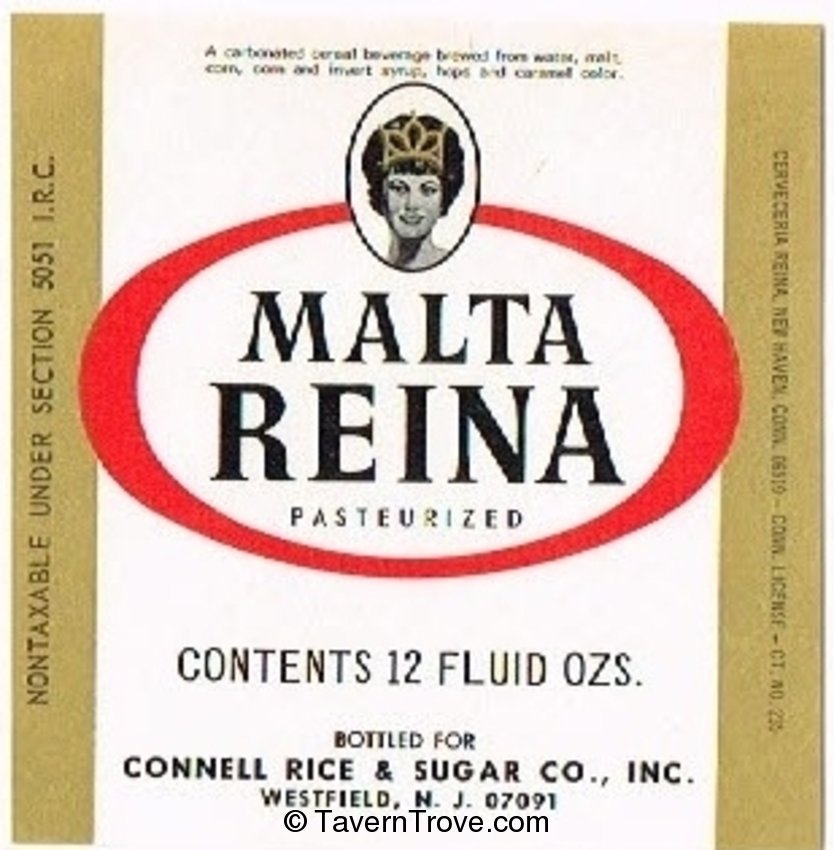 A carbonated cereal beverage brewed from water, malt,
corn, corn and invert syrup, hops and caramel color.
MALTA
REINA
PASTEURIZED
CONTENTS 12 FLUID OZS.
BOTTLED FOR
CONNELL RICE & SUGAR CO., INC.
WESTFIELD, N. J. 07091
NONTAXABLE UNDER SECTION 5051 I.R.C.
CERVECERIA REINA, NEW HAVEN, CONN. 06519 - CONN. LICENSE - CT. NO.
© TavernTrove.com